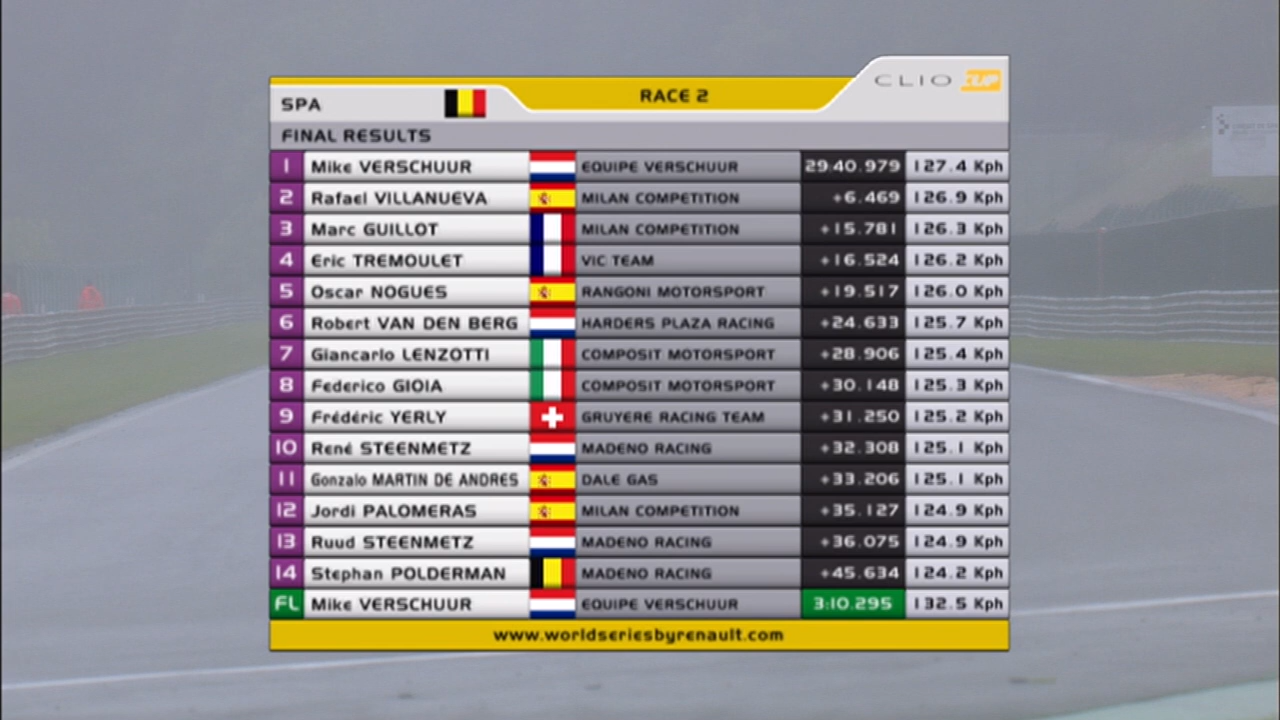 CLIO CUP
SPA RACE 2
FINAL RESULTS
1 Mike VERSCHUUR EQUIPE VERSCHUUR 29:40.979 127.4 Kph
2 Rafael VILLANUEVA MILAN COMPETITION +6.469 126.9 Kph
3 Marc GUILLOT MILAN COMPETITION +15.781 126.3 Kph
4 Eric TREMOULET VIC TEAM +16.524 126.2 Kph
5 Oscar NOGUES RANGONI MOTORSPORT +19.517 126.0 Kph
6 Robert VAN DEN BERG HARDERS PLAZA RACING +24.633 125.7 Kph
7 Giancarlo LENZOTTI COMPOSIT MOTORSPORT +28.906 125.4 Kph
8 Federico GIOIA COMPOSIT MOTORSPORT +30.148 125.3 Kph
9 Frédéric YERLY GRUYERE RACING TEAM +31.250 125.2 Kph
10 René STEENMETZ MADENO RACING +32.308 125.1 Kph
11 Gonzalo MARTIN DE ANDRES DALE GAS +33.206 125.1 Kph
12 Jordi PALOMERAS MILAN COMPETITION +35.127 124.9 Kph
13 Ruud STEENMETZ MADENO RACING +36.075 124.9 Kph
14 Stephan POLDERMAN MADENO RACING +45.634 124.2 Kph
FL Mike VERSCHUUR EQUIPE VERSCHUUR 3:10.295 132.5 Kph
www.worldseriesbyrenault.com